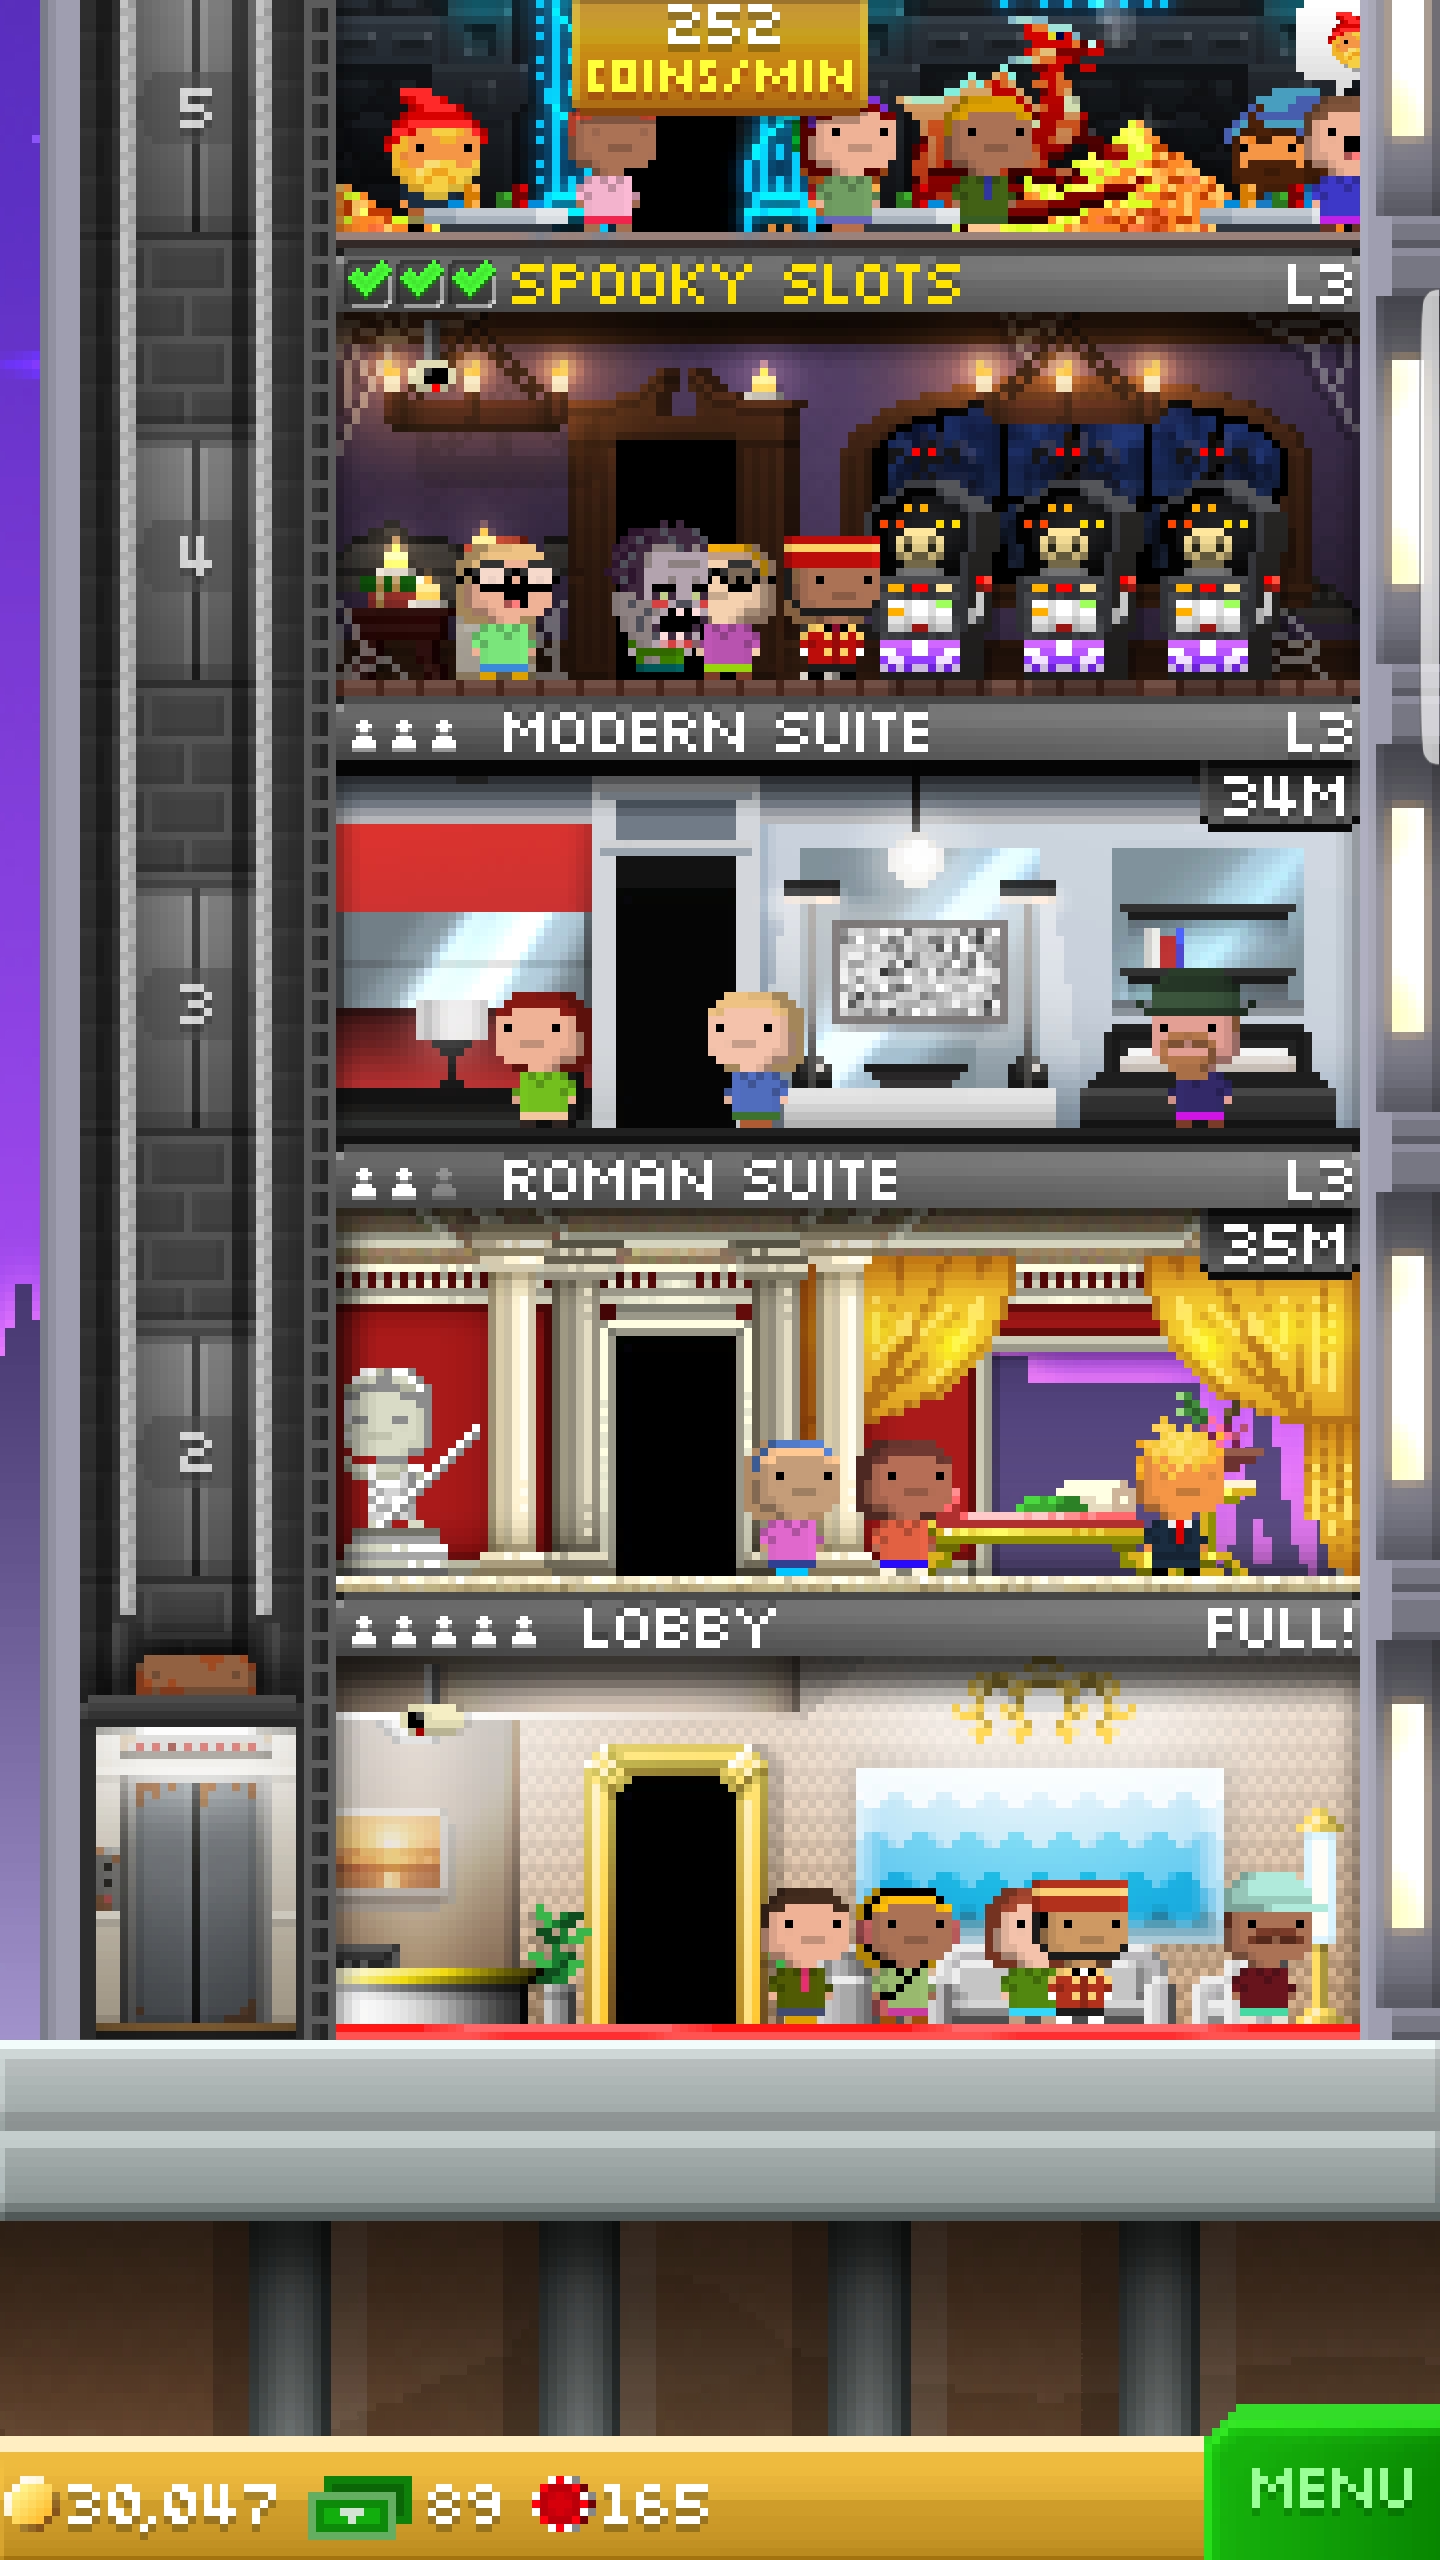 252
COINS/MIN
5
SPOOKY SLOTS L3
4
MODERN SUITE L3
34M
3
ROMAN SUITE L3
35M
2
LOBBY FULL!
30,047 89 165
MENU